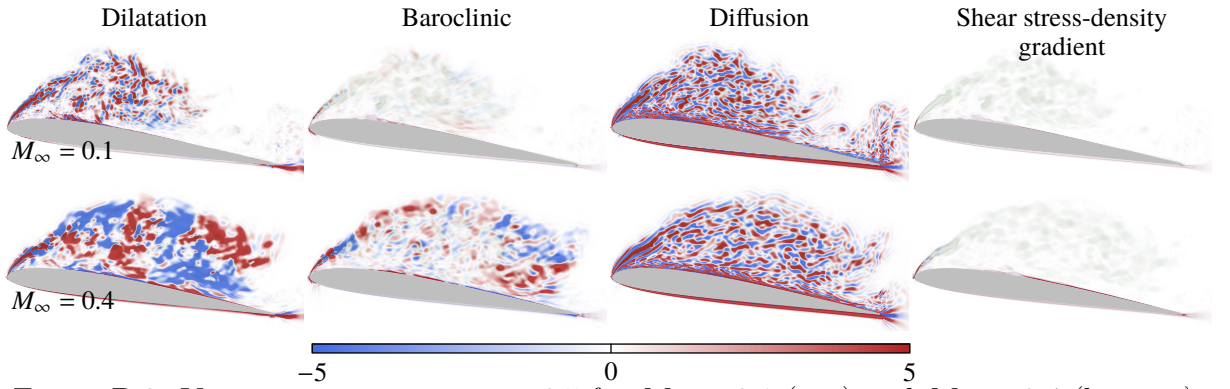 Dilatation
Baroclinic
Diffusion
Shear stress-density
gradient
M∞ = 0.1
M∞ = 0.4
−5
0
5